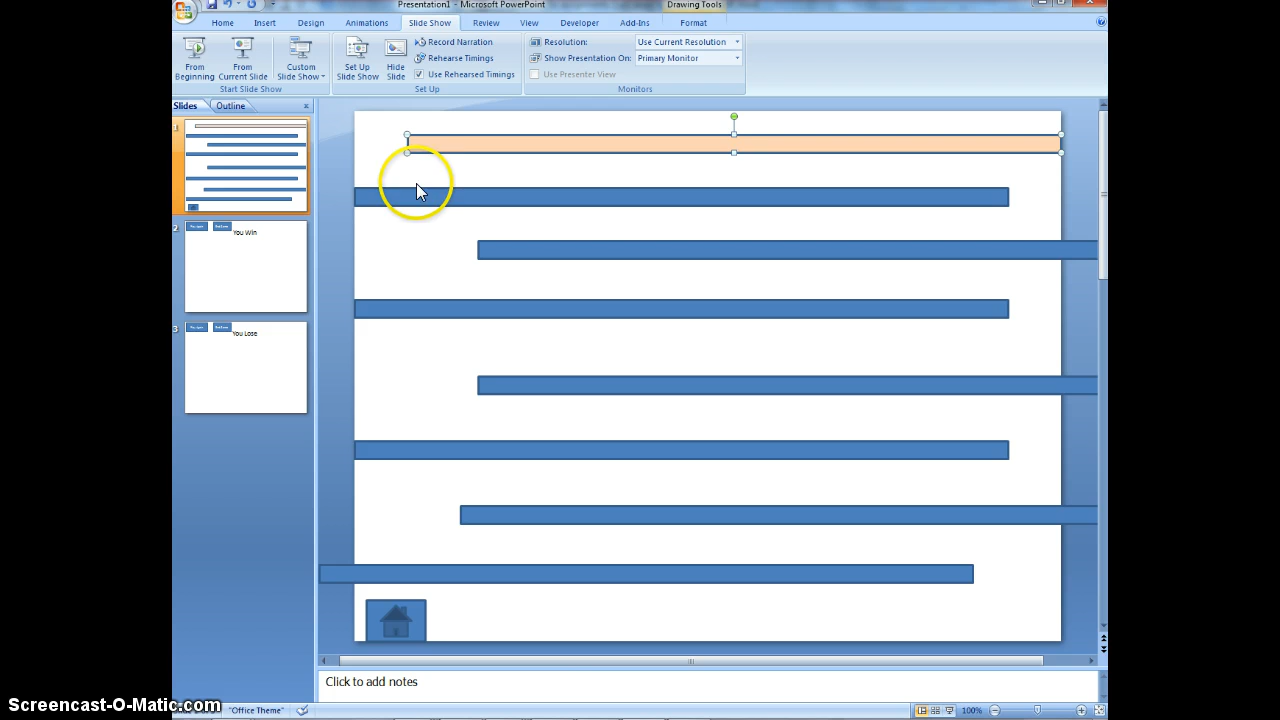 Presentation1 - Microsoft PowerPoint
Drawing Tools
Home Insert Design Animations Slide Show Review View Developer Add-Ins Format
From Beginning
From Current Slide
Custom Slide Show
Start Slide Show
Set Up Slide Show
Hide Slide
Record Narration
Rehearse Timings
Use Rehearsed Timings
Set Up
Resolution: Use Current Resolution
Show Presentation On: Primary Monitor
Use Presenter View
Monitors
Slides Outline
1
2
You Win
3
You Lose
Click to add notes
"Office Theme"
100%
Screencast-O-Matic.com